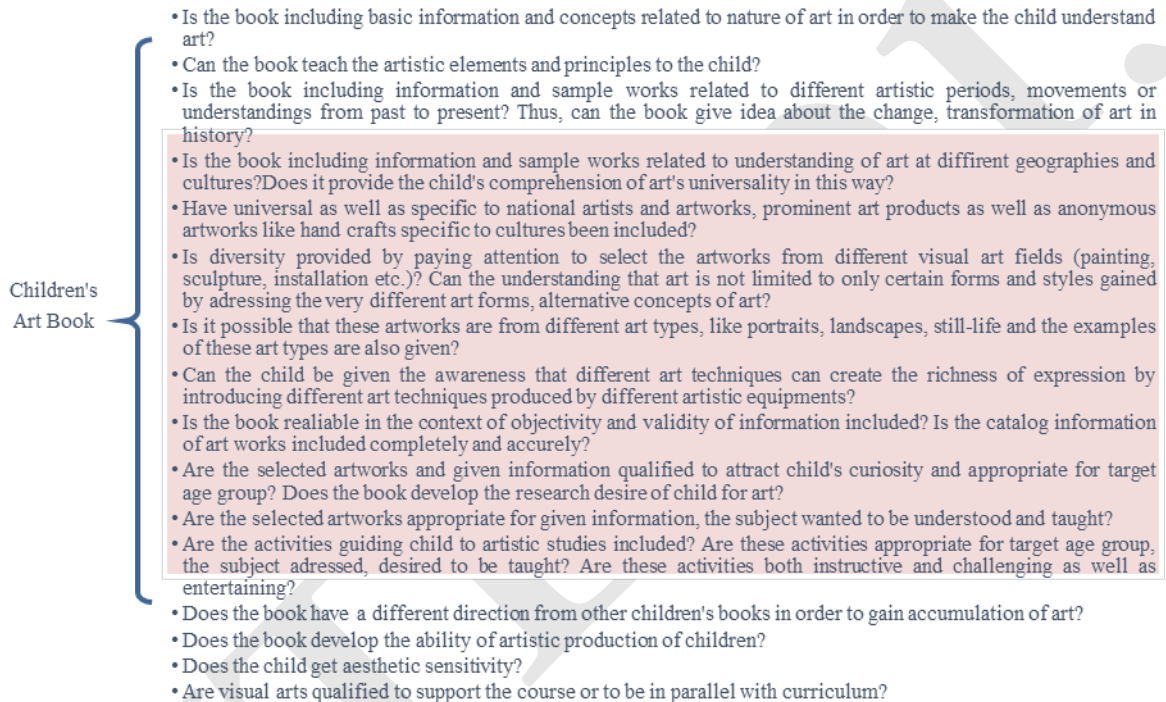 • Is the book including basic information and concepts related to nature of art in order to make the child understand
art?
• Can the book teach the artistic elements and principles to the child?
• Is the book including information and sample works related to different artistic periods, movements or
understandings from past to present? Thus, can the book give idea about the change, transformation of art in
history?
• Is the book including information and sample works related to understanding of art at diffirent geographies and
cultures?Does it provide the child's comprehension of art's universality in this way?
• Have universal as well as specific to national artists and artworks, prominent art products as well as anonymous
artworks like hand crafts specific to cultures been included?
• Is diversity provided by paying attention to select the artworks from different visual art fields (painting,
sculpture, installation etc.)? Can the understanding that art is not limited to only certain forms and styles gained
by adressing the very different art forms, alternative concepts of art?
• Is it possible that these artworks are from different art types, like portraits, landscapes, still-life and the examples
of these art types are also given?
• Can the child be given the awareness that different art techniques can create the richness of expression by
introducing different art techniques produced by different artistic equipments?
• Is the book realiable in the context of objectivity and validity of information included? Is the catalog information
of art works included completely and accurely?
• Are the selected artworks and given information qualified to attract child's curiosity and appropriate for target
age group? Does the book develop the research desire of child for art?
• Are the selected artworks appropriate for given information, the subject wanted to be understood and taught?
• Are the activities guiding child to artistic studies included? Are these activities appropriate for target age group,
the subject adressed, desired to be taught? Are these activities both instructive and challenging as well as
entertaining?
• Does the book have a different direction from other children's books in order to gain accumulation of art?
• Does the book develop the ability of artistic production of children?
• Does the child get aesthetic sensitivity?
• Are visual arts qualified to support the course or to be in parallel with curriculum?
Children's
Art Book